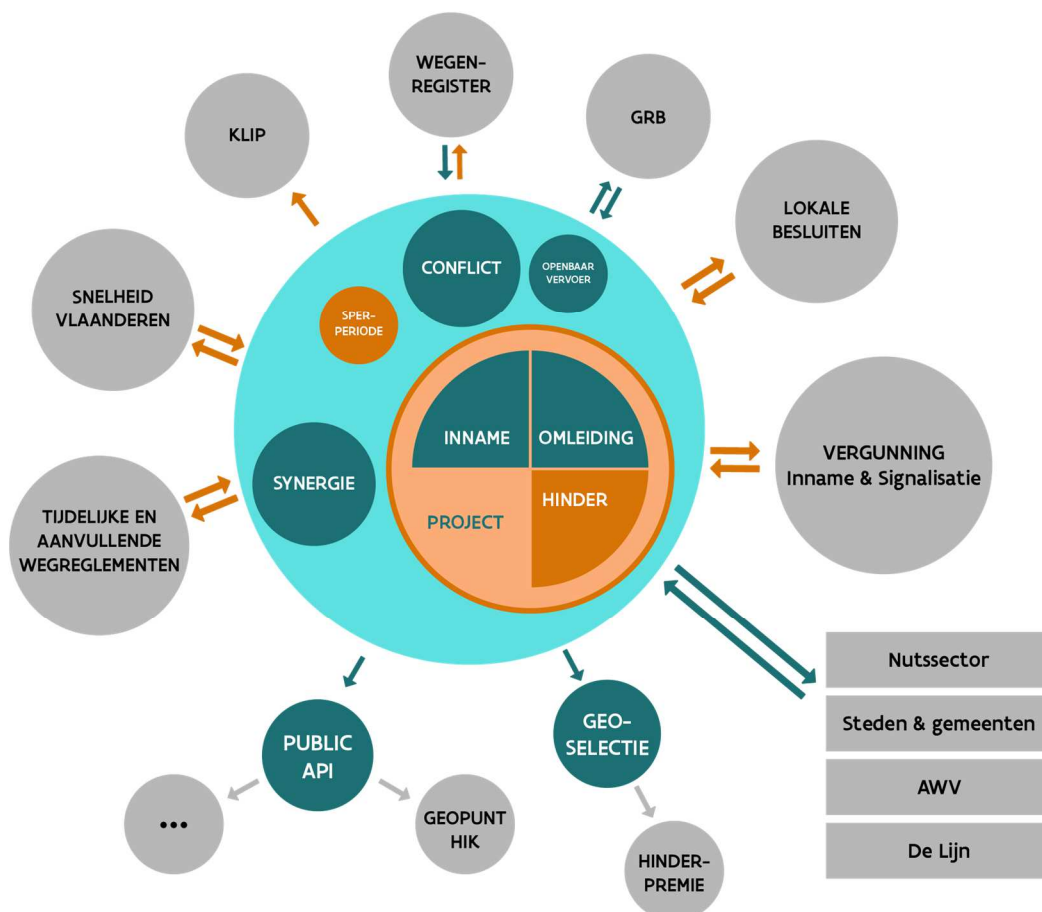 WEGEN-
REGISTER
GRB
KLIP
LOKALE
BESLUITEN
CONFLICT
OPENBAAR
VERVOER
SNELHEID
VLAANDEREN
SPER-
PERIODE
INNAME
OMLEIDING
VERGUNNING
Inname & Signalisatie
SYNERGIE
HINDER
PROJECT
TIJDELIJKE EN
AANVULLENDE
WEGREGLEMENTEN
Nutssector
Steden & gemeenten
AWV
De Lijn
PUBLIC
API
GEO-
SELECTIE
...
GEOPUNT
HIK
HINDER-
PREMIE